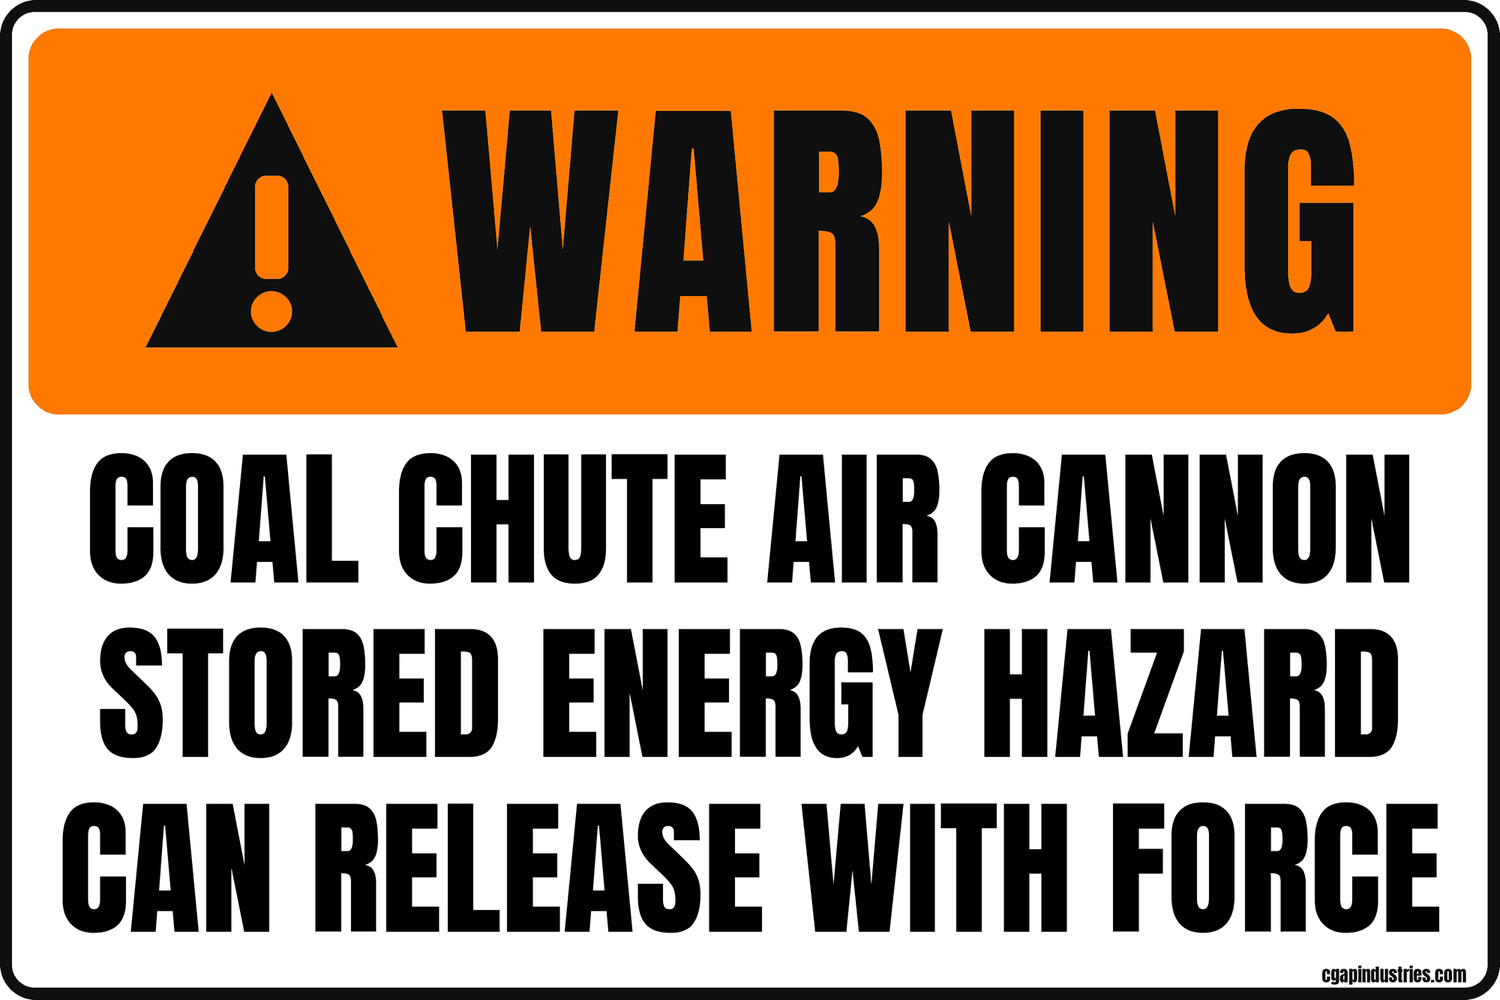 WARNING
COAL CHUTE AIR CANNON
STORED ENERGY HAZARD
CAN RELEASE WITH FORCE
cgapindustries.com